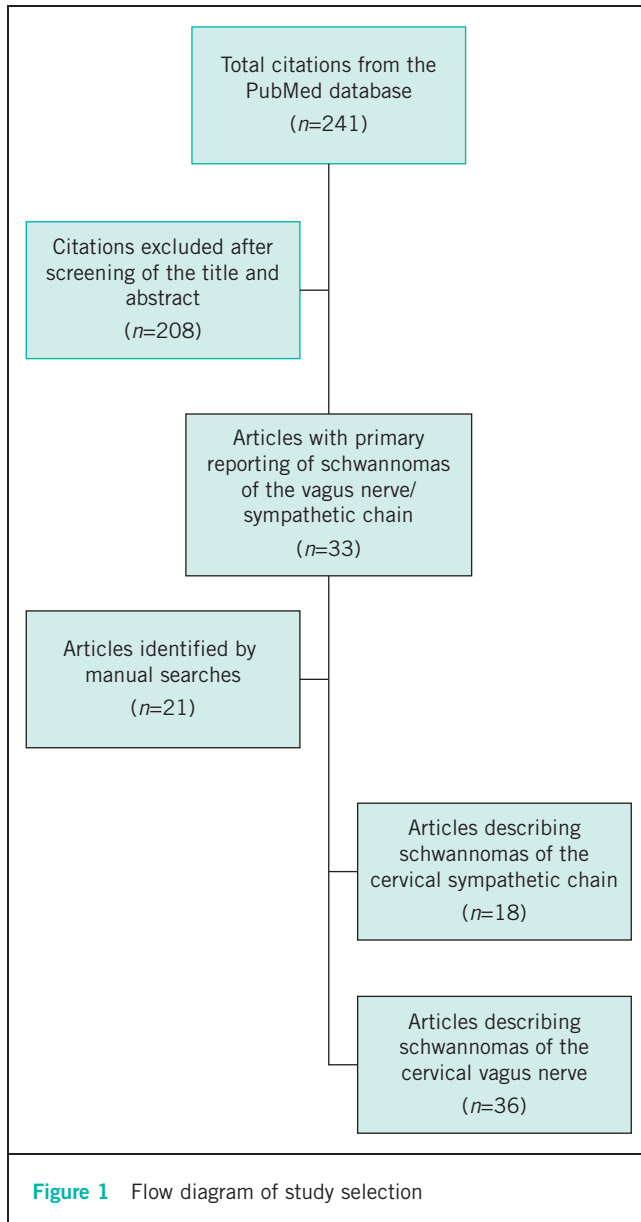 Total citations from the
PubMed database
(n=241)
Citations excluded after
screening of the title and
abstract
(n=208)
Articles with primary
reporting of schwannomas
of the vagus nerve/
sympathetic chain
(n=33)
Articles identified by
manual searches
(n=21)
Articles describing
schwannomas of the
cervical sympathetic chain
(n=18)
Articles describing
schwannomas of the
cervical vagus nerve
(n=36)
Figure 1 Flow diagram of study selection